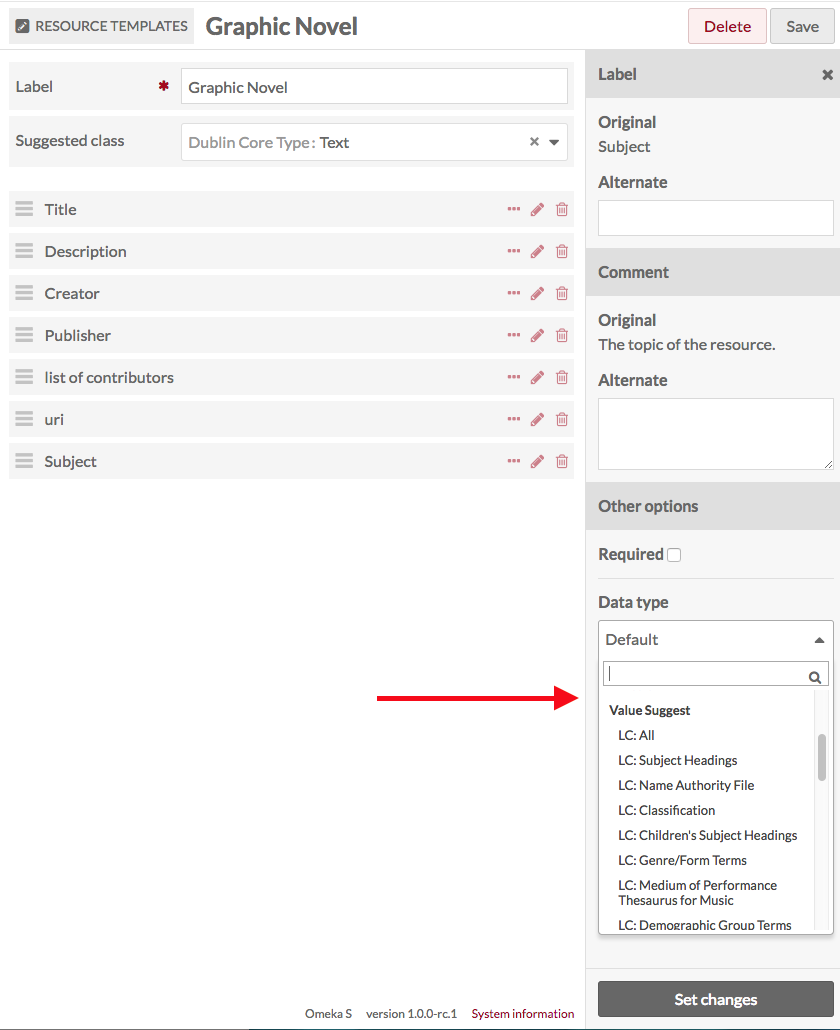 RESOURCE TEMPLATES Graphic Novel Delete Save
Label * Graphic Novel
Suggested class Dublin Core Type: Text
Title
Description
Creator
Publisher
list of contributors
uri
Subject
Label
Original
Subject
Alternate
Comment
Original
The topic of the resource.
Alternate
Other options
Required
Data type
Default
Value Suggest
LC: All
LC: Subject Headings
LC: Name Authority File
LC: Classification
LC: Children's Subject Headings
LC: Genre/Form Terms
LC: Medium of Performance
Thesaurus for Music
LC: Demographic Group Terms
Set changes
Omeka S version 1.0.0-rc.1 System information